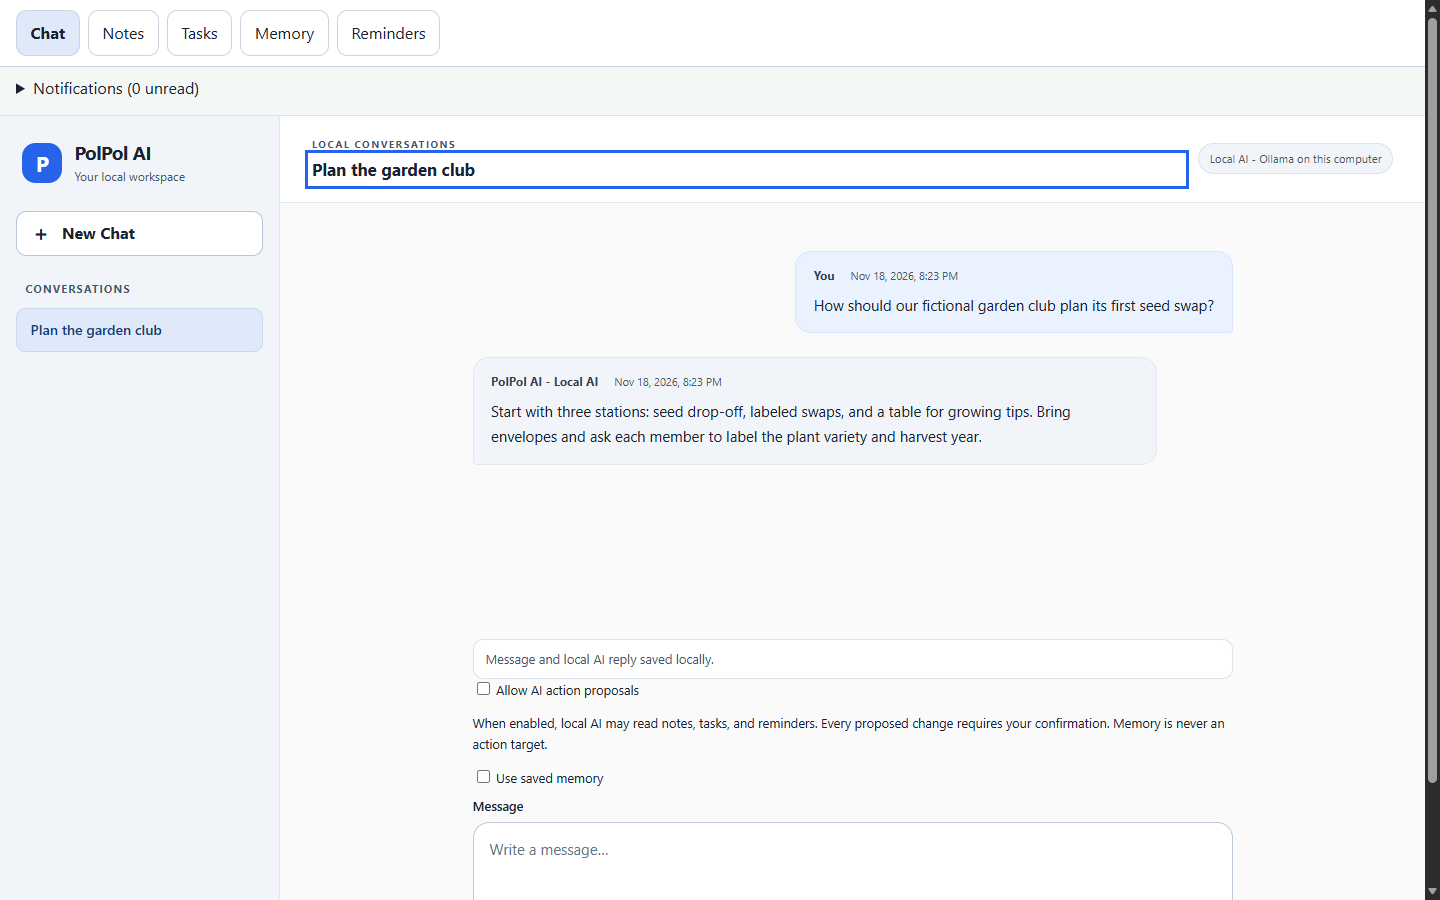 Chat Notes Tasks Memory Reminders
Notifications (0 unread)
P
PolPol AI
Your local workspace
+ New Chat
CONVERSATIONS
Plan the garden club
LOCAL CONVERSATIONS
Plan the garden club
Local AI - Ollama on this computer
You Nov 18, 2026, 8:23 PM
How should our fictional garden club plan its first seed swap?
PolPol AI - Local AI Nov 18, 2026, 8:23 PM
Start with three stations: seed drop-off, labeled swaps, and a table for growing tips. Bring
envelopes and ask each member to label the plant variety and harvest year.
Message and local AI reply saved locally.
Allow AI action proposals
When enabled, local AI may read notes, tasks, and reminders. Every proposed change requires your confirmation. Memory is never an
action target.
Use saved memory
Message
Write a message...